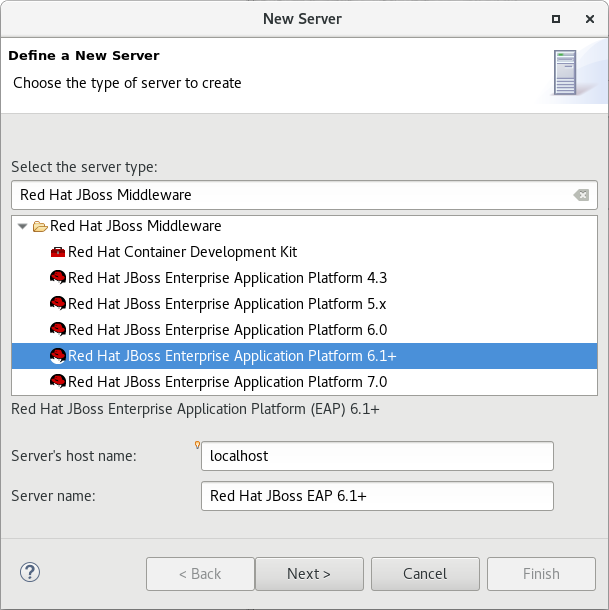 New Server
Define a New Server
Choose the type of server to create
Select the server type:
Red Hat JBoss Middleware
Red Hat JBoss Middleware
Red Hat Container Development Kit
Red Hat JBoss Enterprise Application Platform 4.3
Red Hat JBoss Enterprise Application Platform 5.x
Red Hat JBoss Enterprise Application Platform 6.0
Red Hat JBoss Enterprise Application Platform 6.1+
Red Hat JBoss Enterprise Application Platform 7.0
Red Hat JBoss Enterprise Application Platform (EAP) 6.1+
Server's host name: localhost
Server name: Red Hat JBoss EAP 6.1+
? < Back Next > Cancel Finish